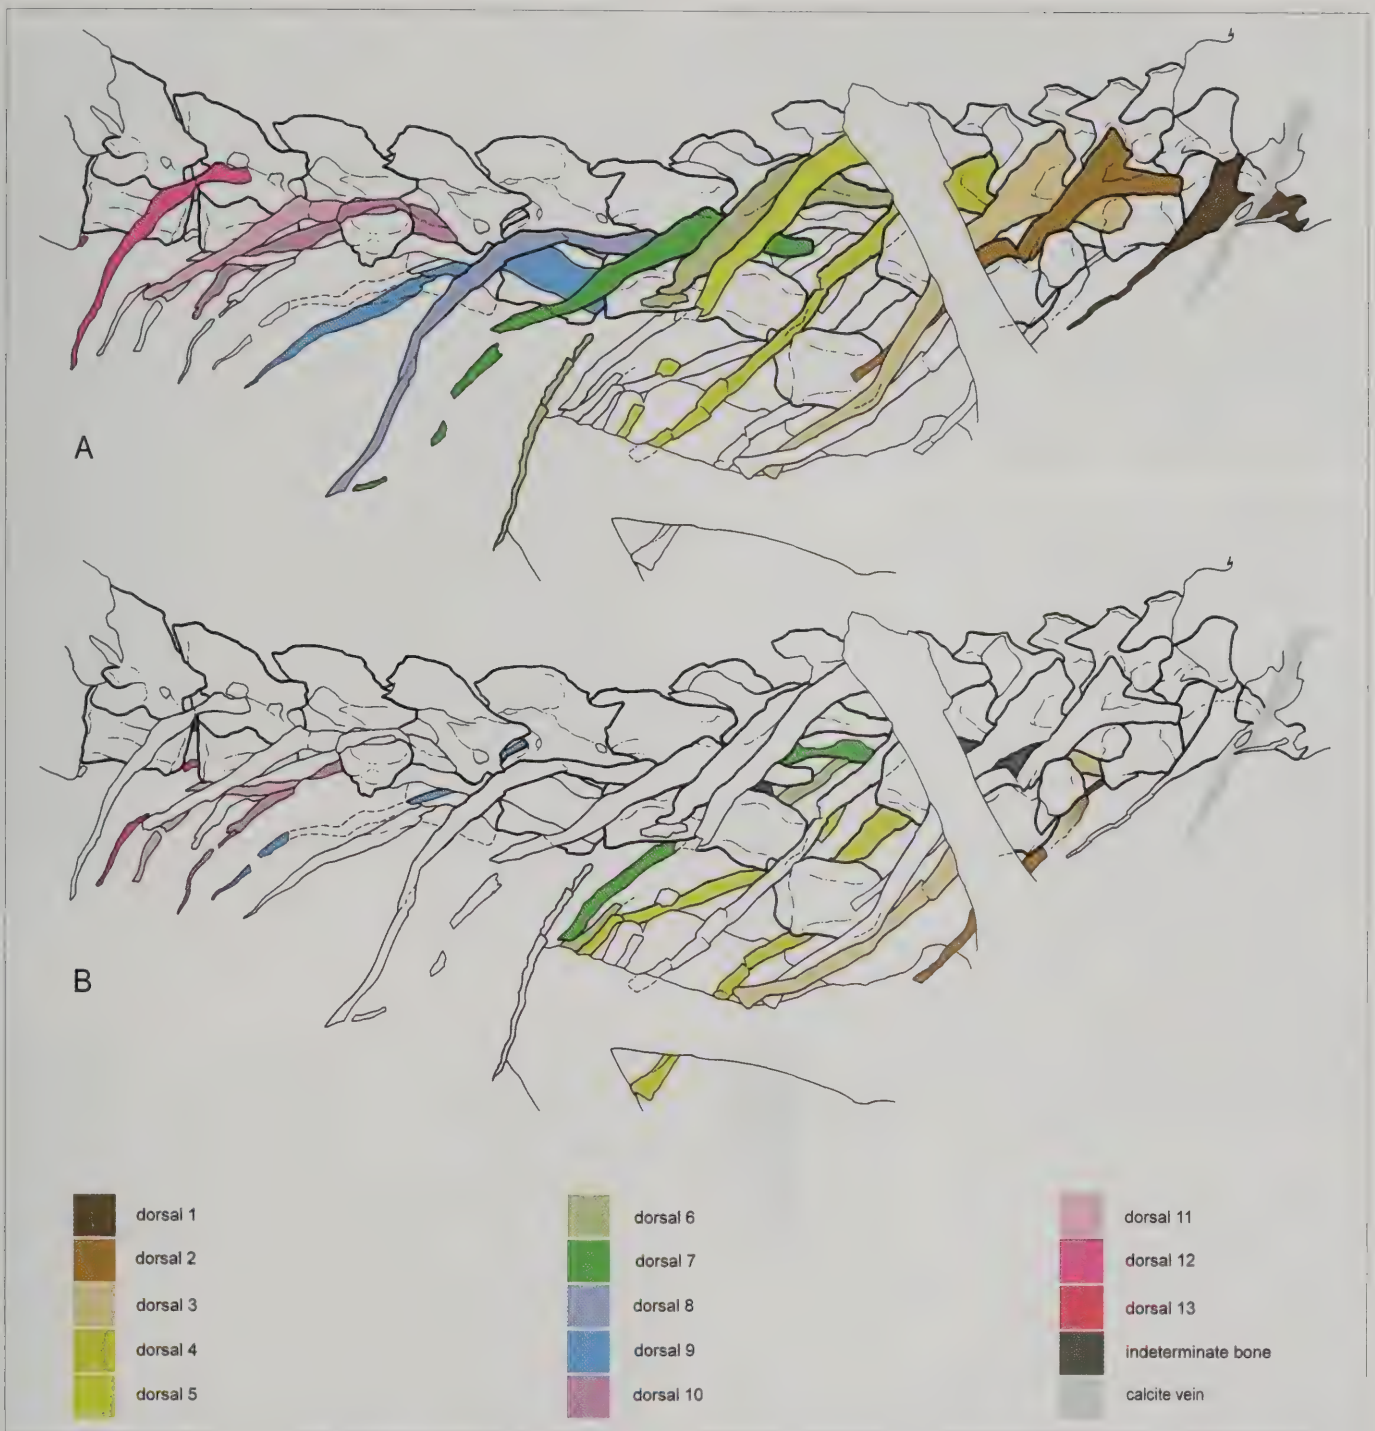 A
B
dorsal 1
dorsal 2
dorsal 3
dorsal 4
dorsal 5
dorsal 6
dorsal 7
dorsal 8
dorsal 9
dorsal 10
dorsal 11
dorsal 12
dorsal 13
indeterminate bone
calcite vein